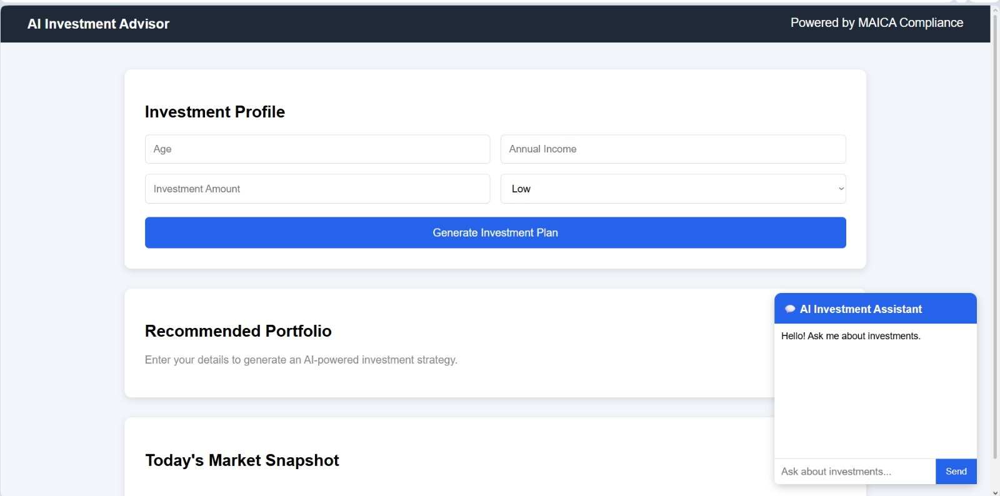 AI Investment Advisor
Powered by MAICA Compliance
Investment Profile
Age
Annual Income
Investment Amount
Low
Generate Investment Plan
Recommended Portfolio
Enter your details to generate an AI-powered investment strategy.
Today's Market Snapshot
AI Investment Assistant
Hello! Ask me about investments.
Ask about investments...
Send